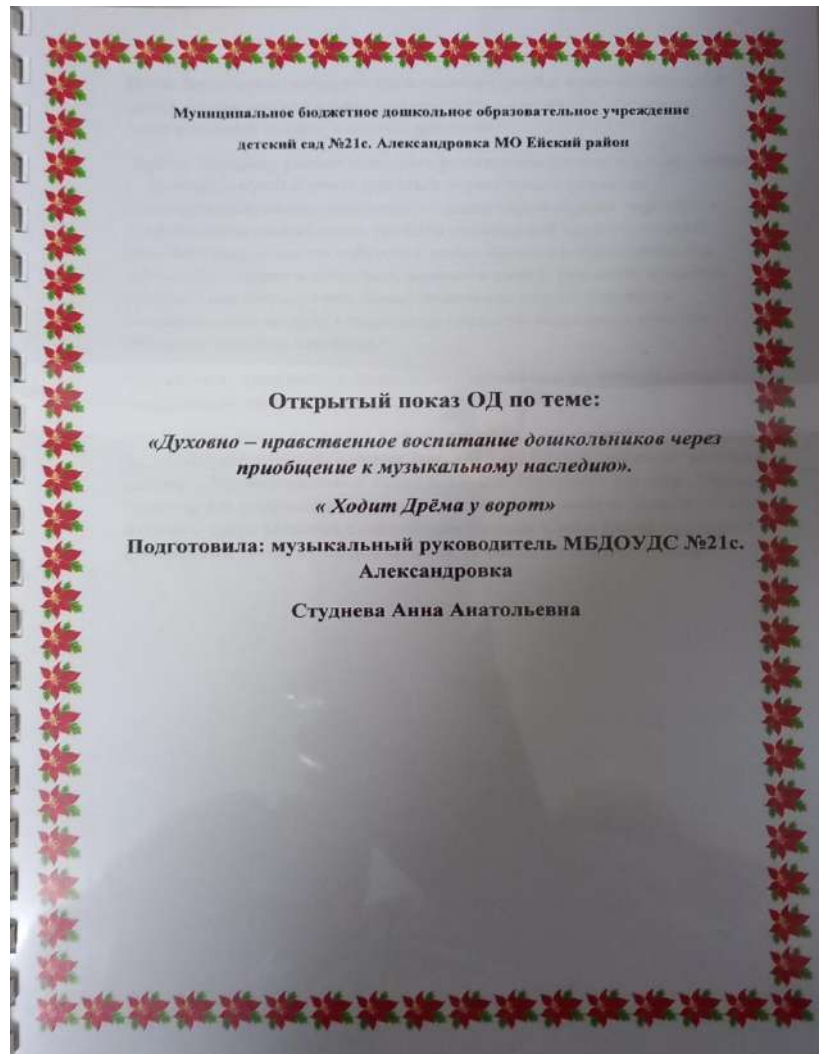 Муниципальное бюджетное дошкольное образовательное учреждение
детский сад №21с. Александровка МО Ейский район
Открытый показ ОД по теме:
«Духовно – нравственное воспитание дошкольников через
приобщение к музыкальному наследию».
« Ходит Дрёма у ворот»
Подготовила: музыкальный руководитель МБДОУДС №21с.
Александровка
Студнева Анна Анатольевна